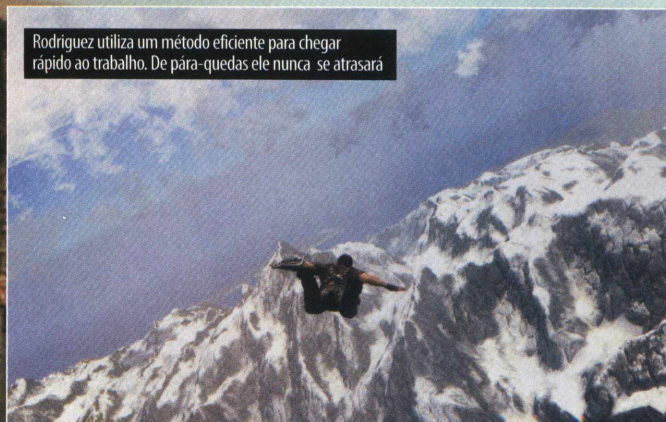 Rodriguez utiliza um método eficiente para chegar
rápido ao trabalho. De pára-quedas ele nunca se atrasará